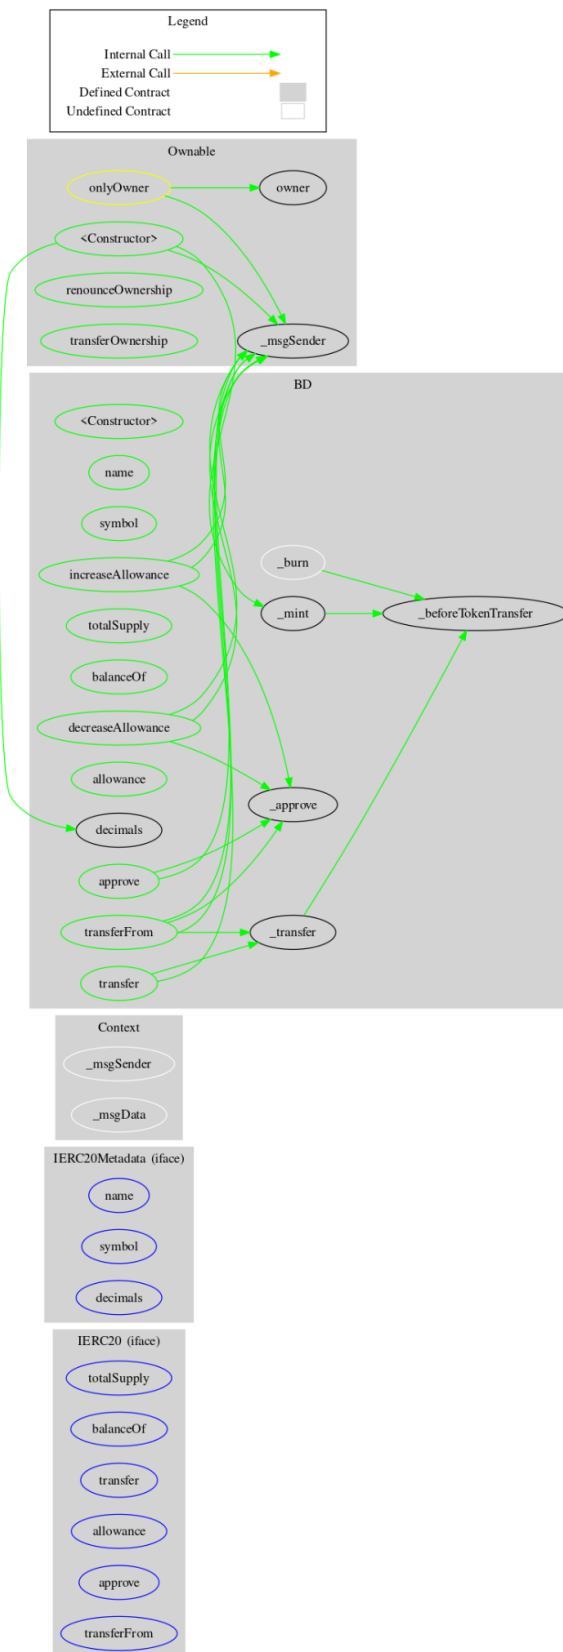 Legend
Internal Call
External Call
Defined Contract
Undefined Contract
Ownable
onlyOwner
owner
<Constructor>
renounceOwnership
transferOwnership
_msgSender
BD
<Constructor>
name
symbol
_burn
increaseAllowance
_mint
_beforeTokenTransfer
totalSupply
balanceOf
decreaseAllowance
allowance
_approve
decimals
approve
transferFrom
_transfer
transfer
Context
_msgSender
_msgData
IERC20Metadata (iface)
name
symbol
decimals
IERC20 (iface)
totalSupply
balanceOf
transfer
allowance
approve
transferFrom